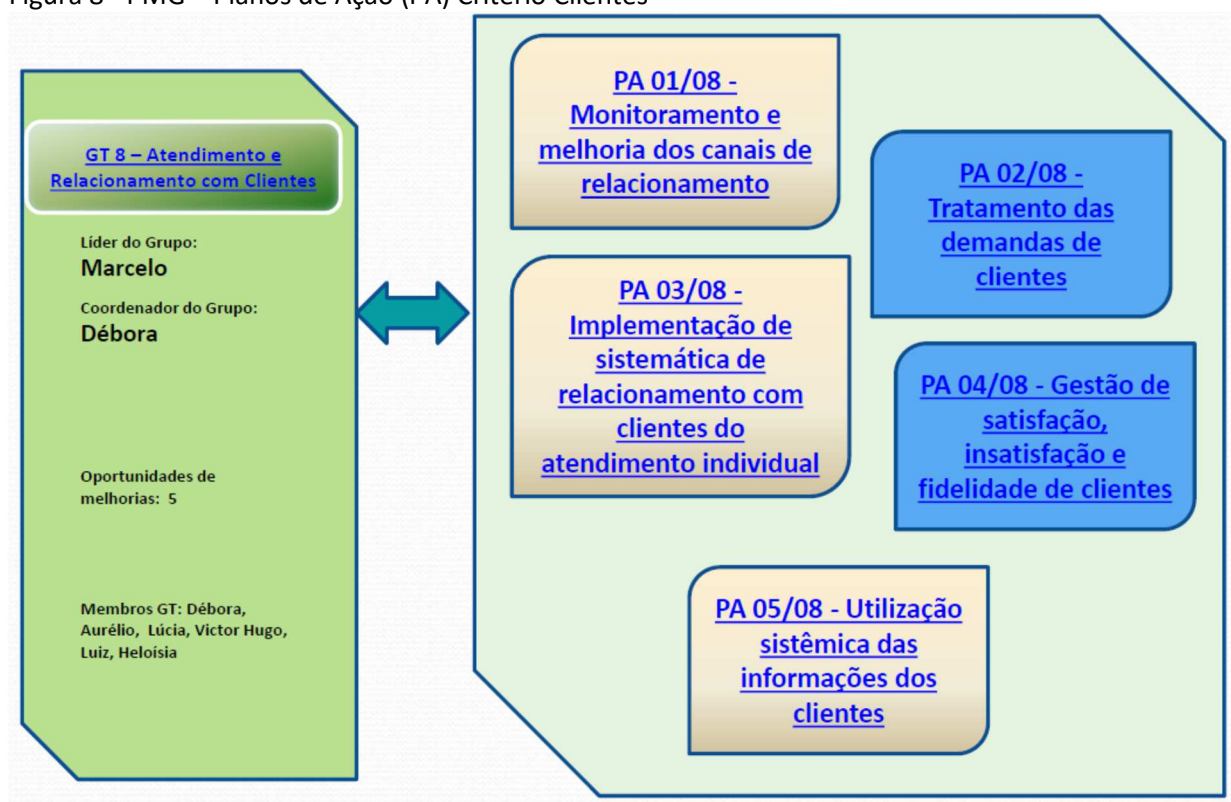 Figura 8 - PMG – Planos de Ação (PA) Critério Clientes
GT 8 – Atendimento e
Relacionamento com Clientes
Líder do Grupo:
Marcelo
Coordenador do Grupo:
Débora
Oportunidades de
melhorias: 5
Membros GT: Débora,
Aurélio, Lúcia, Victor Hugo,
Luiz, Heloísia
PA 01/08 -
Monitoramento e
melhoria dos canais de
relacionamento
PA 02/08 -
Tratamento das
demandas de
clientes
PA 03/08 -
Implementação de
sistemática de
relacionamento com
clientes do
atendimento individual
PA 04/08 - Gestão de
satisfação,
insatisfação e
fidelidade de clientes
PA 05/08 - Utilização
sistêmica das
informações dos
clientes